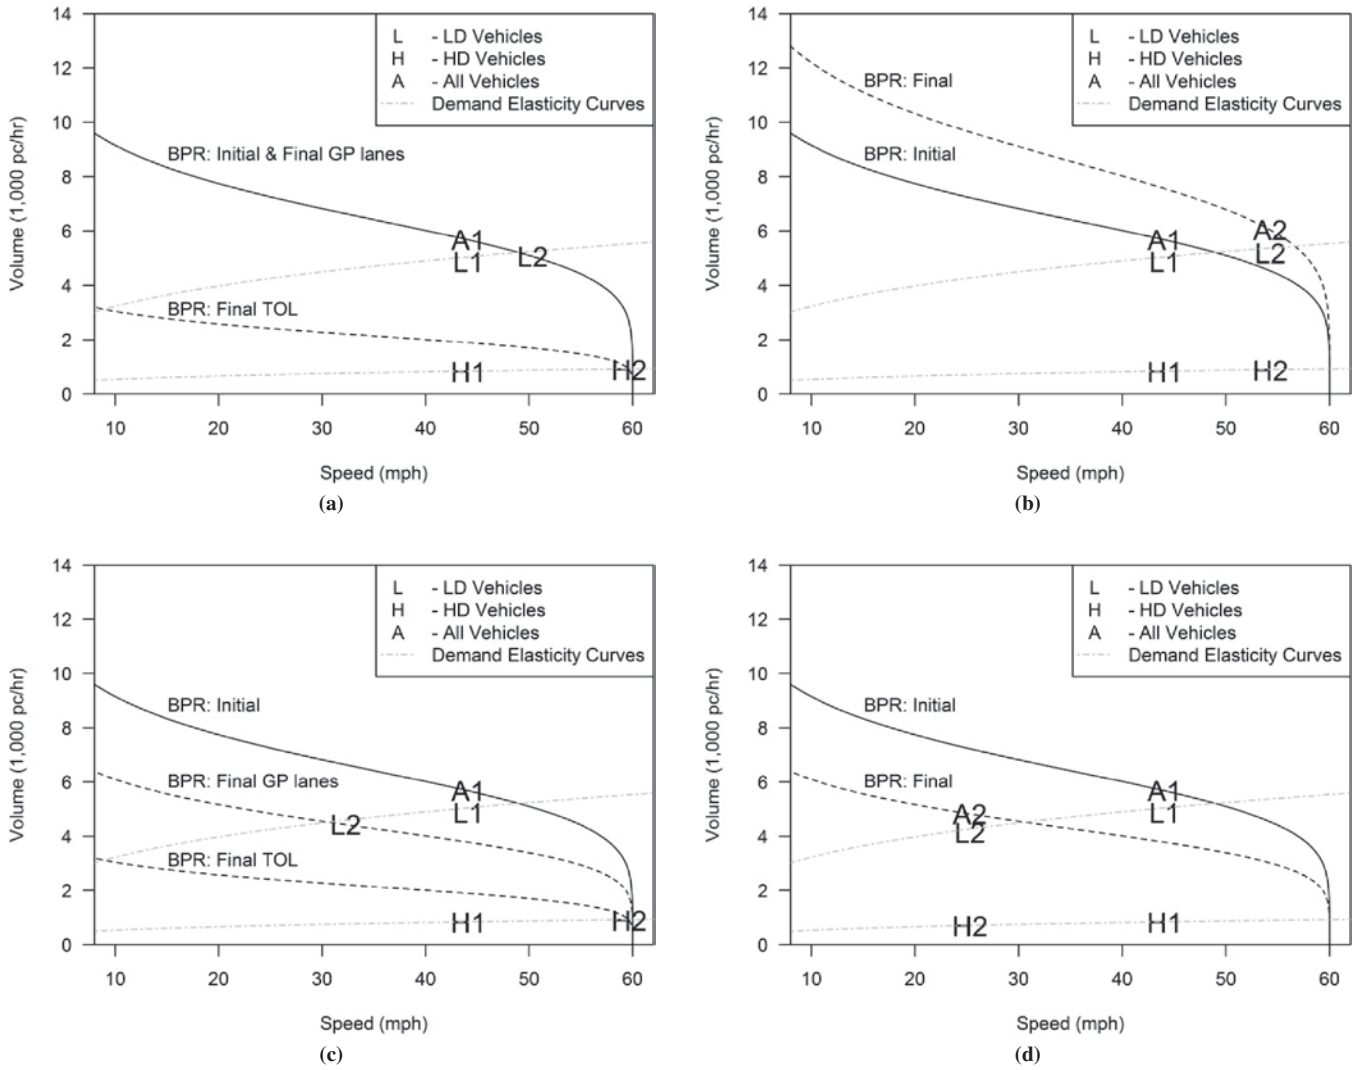 14
12
10
8
6
4
2
0
Volume (1,000 pc/hr)
L - LD Vehicles
H - HD Vehicles
A - All Vehicles
Demand Elasticity Curves
BPR: Initial & Final GP lanes
A1
L1
L2
BPR: Final TOL
H1
H2
10 20 30 40 50 60
Speed (mph)
(a)
14
12
10
8
6
4
2
0
Volume (1,000 pc/hr)
L - LD Vehicles
H - HD Vehicles
A - All Vehicles
Demand Elasticity Curves
BPR: Final
BPR: Initial
A1
L1
A2
L2
H1
H2
10 20 30 40 50 60
Speed (mph)
(b)
14
12
10
8
6
4
2
0
Volume (1,000 pc/hr)
L - LD Vehicles
H - HD Vehicles
A - All Vehicles
Demand Elasticity Curves
BPR: Initial
BPR: Final GP lanes
A1
L1
L2
BPR: Final TOL
H1
H2
10 20 30 40 50 60
Speed (mph)
(c)
14
12
10
8
6
4
2
0
Volume (1,000 pc/hr)
L - LD Vehicles
H - HD Vehicles
A - All Vehicles
Demand Elasticity Curves
BPR: Initial
BPR: Final
A1
L1
A2
L2
H2
H1
10 20 30 40 50 60
Speed (mph)
(d)